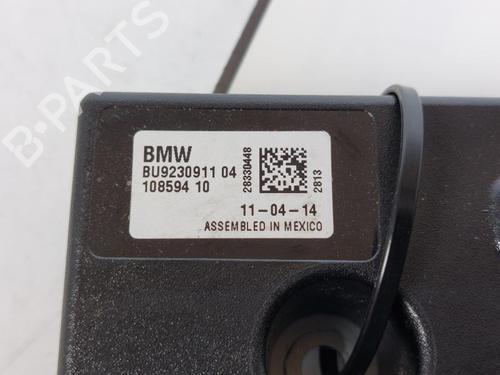 B-PARTS
BMW
BU9230911 04
108594 10
28330448
2813
11-04-14
ASSEMBLED IN MEXICO